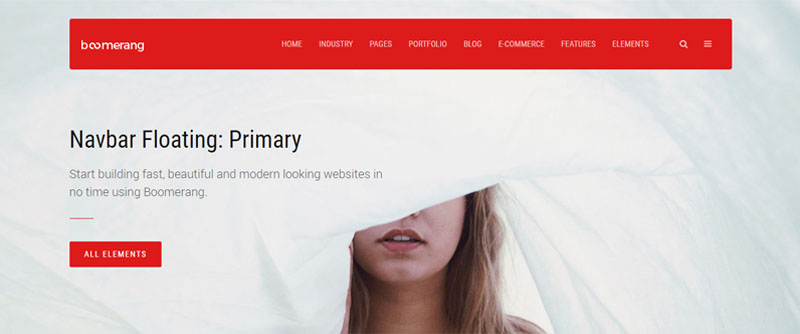 boomerang HOME INDUSTRY PAGES PORTFOLIO BLOG E-COMMERCE FEATURES ELEMENTS
Navbar Floating: Primary
Start building fast, beautiful and modern looking websites in
no time using Boomerang.
ALL ELEMENTS